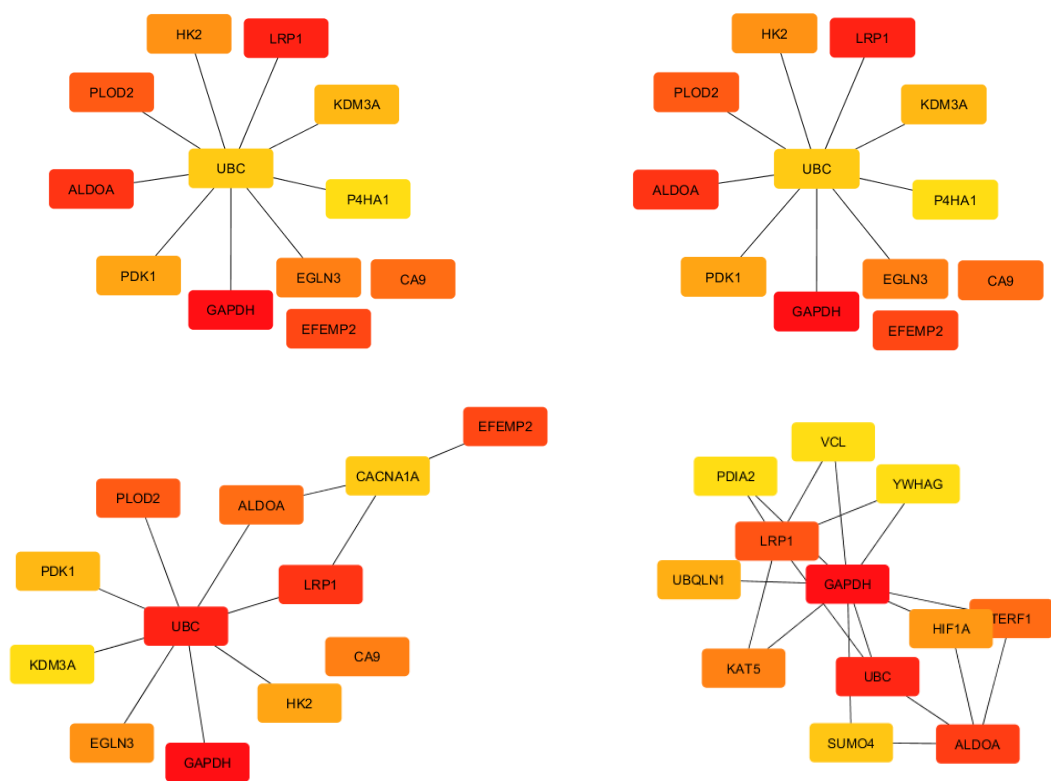 HK2
LRP1
PLOD2
KDM3A
UBC
ALDOA
P4HA1
PDK1
EGLN3
CA9
GAPDH
EFEMP2
HK2
LRP1
PLOD2
KDM3A
UBC
ALDOA
P4HA1
PDK1
EGLN3
CA9
GAPDH
EFEMP2
EFEMP2
CACNA1A
PLOD2
ALDOA
PDK1
LRP1
UBC
KDM3A
CA9
HK2
EGLN3
GAPDH
VCL
PDIA2
YWHAG
LRP1
UBQLN1
GAPDH
HIF1A
TERF1
KAT5
UBC
SUMO4
ALDOA